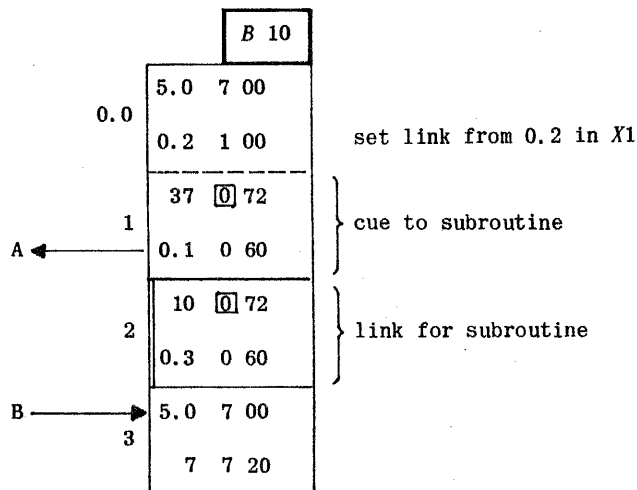 B 10
5.0 7 00
0.0
0.2 1 00 set link from 0.2 in X1
37 0 72
1 cue to subroutine
A 0.1 0 60
10 0 72
2 link for subroutine
0.3 0 60
B 5.0 7 00
3
7 7 20